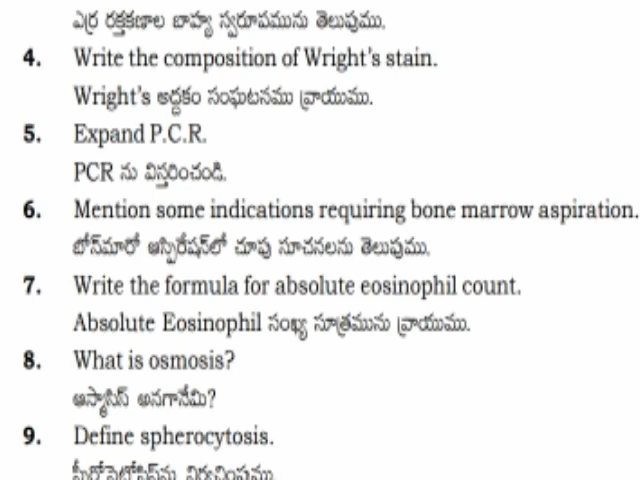 ఎర్ర రక్తకణాల బాహ్య స్వరూపమును తెలుపుము.
4. Write the composition of Wright's stain.
Wright's అద్దకం సంఘటనము వ్రాయుము.
5. Expand P.C.R.
PCR ను విస్తరించండి.
6. Mention some indications requiring bone marrow aspiration.
బోన్‌మారో ఆస్పిరేషన్‌లో చూపు సూచనలను తెలుపుము.
7. Write the formula for absolute eosinophil count.
Absolute Eosinophil సంఖ్య సూత్రమును వ్రాయుము.
8. What is osmosis?
ఆస్మాసిస్ అనగానేమి?
9. Define spherocytosis.